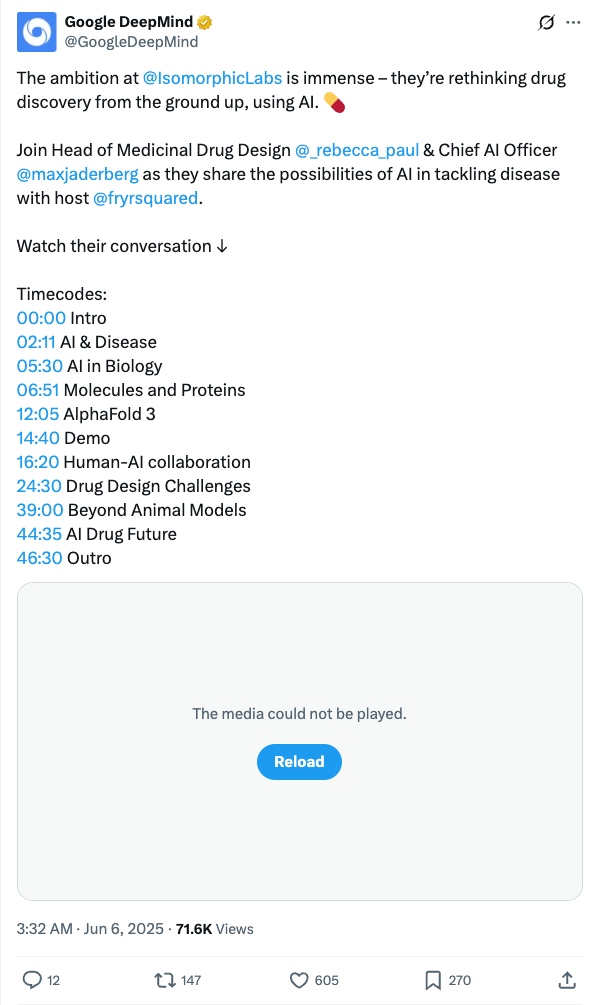 Google DeepMind
@GoogleDeepMind
The ambition at @IsomorphicLabs is immense – they’re rethinking drug
discovery from the ground up, using AI. 💊
Join Head of Medicinal Drug Design @_rebecca_paul & Chief AI Officer
@maxjaderberg as they share the possibilities of AI in tackling disease
with host @fryrsquared.
Watch their conversation ↓
Timecodes:
00:00 Intro
02:11 AI & Disease
05:30 AI in Biology
06:51 Molecules and Proteins
12:05 AlphaFold 3
14:40 Demo
16:20 Human-AI collaboration
24:30 Drug Design Challenges
39:00 Beyond Animal Models
44:35 AI Drug Future
46:30 Outro
The media could not be played.
Reload
3:32 AM · Jun 6, 2025 · 71.6K Views
12 147 605 270